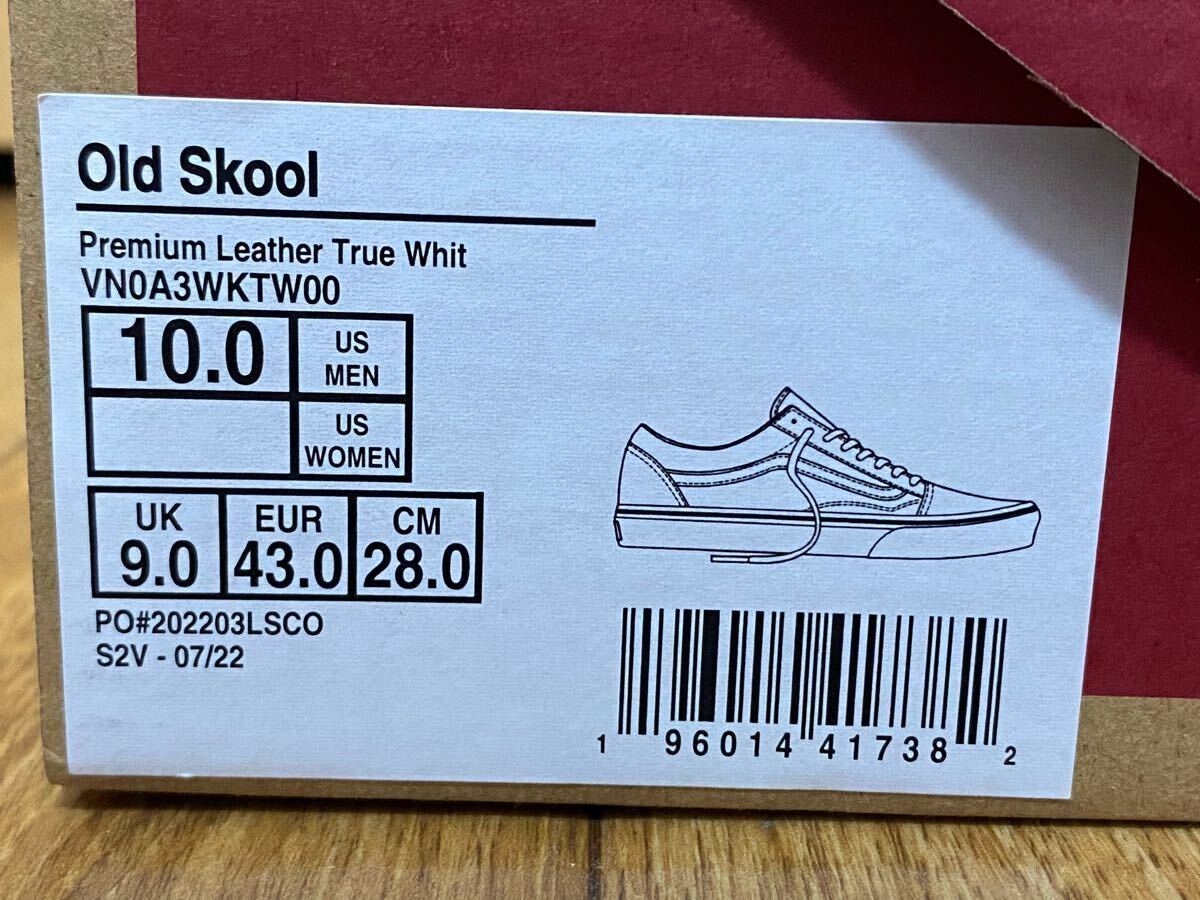 Old Skool
Premium Leather True Whit
VN0A3WKTW00
10.0 US MEN
US WOMEN
UK EUR CM
9.0 43.0 28.0
PO#202203LSCO
S2V - 07/22
1 96014 41738 2